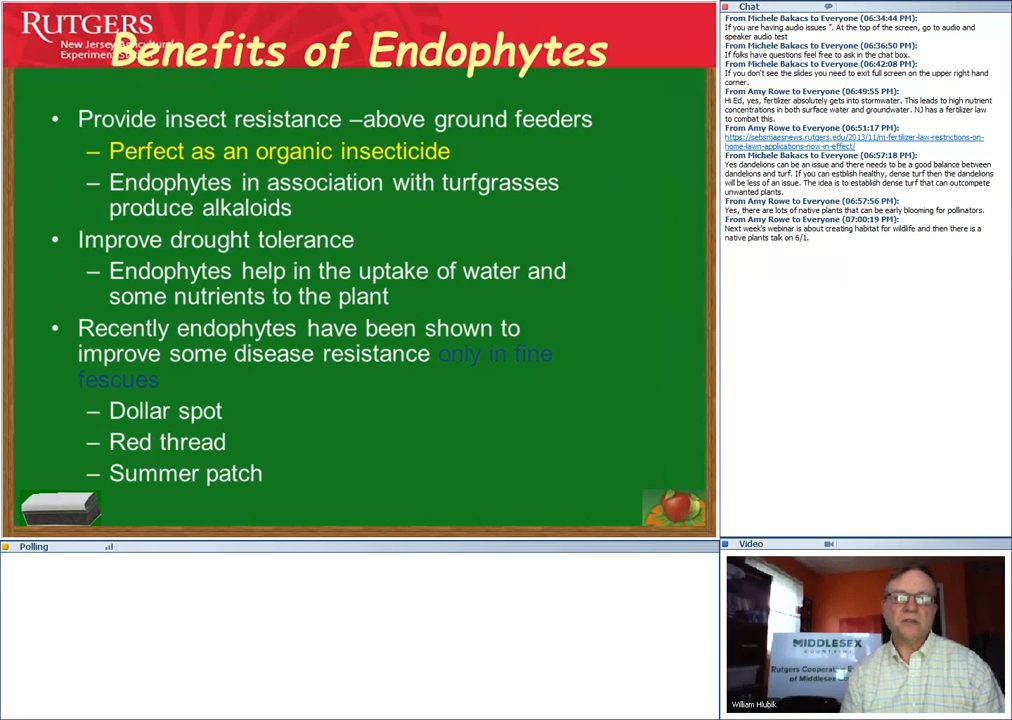 RUTGERS
New Jersey Agricultural
Experiment Station
Benefits of Endophytes
• Provide insect resistance –above ground feeders
– Perfect as an organic insecticide
– Endophytes in association with turfgrasses
produce alkaloids
• Improve drought tolerance
– Endophytes help in the uptake of water and
some nutrients to the plant
• Recently endophytes have been shown to
improve some disease resistance only in fine
fescues
– Dollar spot
– Red thread
– Summer patch
Chat
From Michele Bakacs to Everyone (06:34:44 PM):
If you are having audio issues ". At the top of the screen, go to audio and
speaker audio test
From Michele Bakacs to Everyone (06:36:50 PM):
If folks have questions feel free to ask in the chat box.
From Michele Bakacs to Everyone (06:42:08 PM):
If you don't see the slides you need to exit full screen on the upper right hand
corner.
From Amy Rowe to Everyone (06:49:55 PM):
Hi Ed, yes, fertilizer absolutely gets into stormwater. This leads to high nutrient
concentrations in both surface water and groundwater. NJ has a fertilizer law
to combat this.
From Amy Rowe to Everyone (06:51:17 PM):
https://sebsnjaesnews.rutgers.edu/2013/11/nj-fertilizer-law-restrictions-on-
home-lawn-applications-now-in-effect/
From Michele Bakacs to Everyone (06:57:18 PM):
Yes dandelions can be an issue and there needs to be a good balance between
dandelions and turf. If you can estblish healthy, dense turf then the dandelions
will be less of an issue. The idea is to establish dense turf that can outcompete
unwanted plants.
From Amy Rowe to Everyone (06:57:56 PM):
Yes, there are lots of native plants that can be early blooming for pollinators.
From Amy Rowe to Everyone (07:00:19 PM):
Next week's webinar is about creating habitat for wildlife and then there is a
native plants talk on 6/1.
Polling
Video
MIDDLESEX
COUNTY
Rutgers Cooperative E
of Middlesex Co
William Hlubik